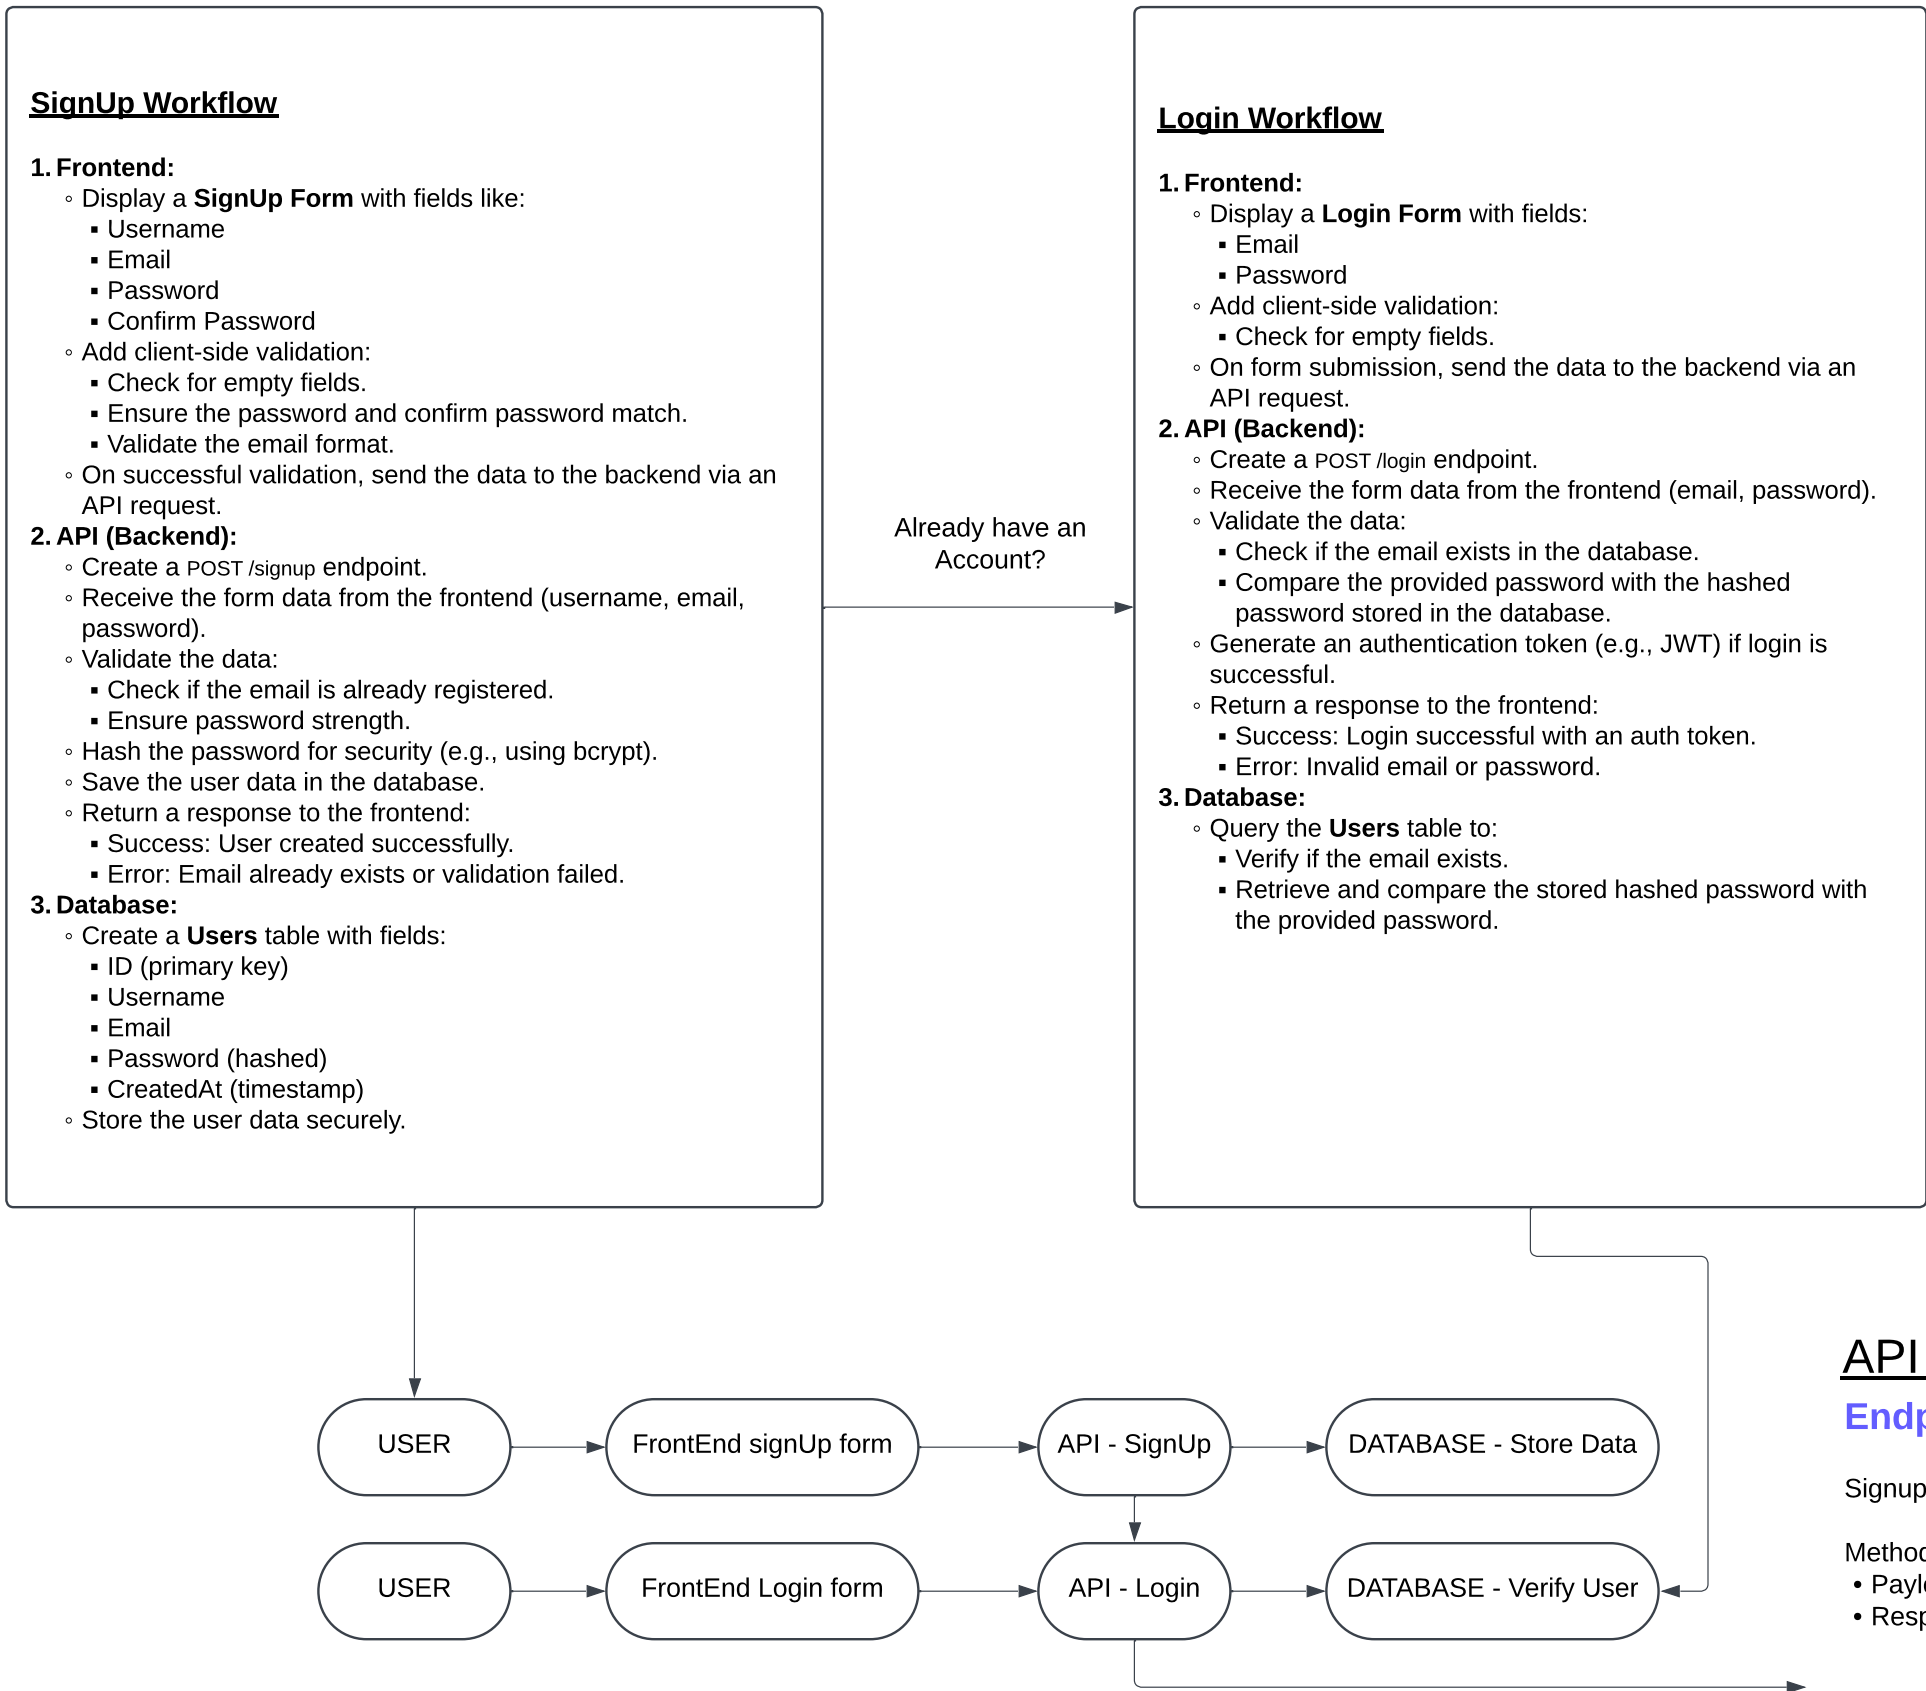 SignUp Workflow
1. Frontend:
◦ Display a SignUp Form with fields like:
▪ Username
▪ Email
▪ Password
▪ Confirm Password
◦ Add client-side validation:
▪ Check for empty fields.
▪ Ensure the password and confirm password match.
▪ Validate the email format.
◦ On successful validation, send the data to the backend via an
API request.
2. API (Backend):
◦ Create a POST /signup endpoint.
◦ Receive the form data from the frontend (username, email,
password).
◦ Validate the data:
▪ Check if the email is already registered.
▪ Ensure password strength.
◦ Hash the password for security (e.g., using bcrypt).
◦ Save the user data in the database.
◦ Return a response to the frontend:
▪ Success: User created successfully.
▪ Error: Email already exists or validation failed.
3. Database:
◦ Create a Users table with fields:
▪ ID (primary key)
▪ Username
▪ Email
▪ Password (hashed)
▪ CreatedAt (timestamp)
◦ Store the user data securely.
Already have an
Account?
Login Workflow
1. Frontend:
◦ Display a Login Form with fields:
▪ Email
▪ Password
◦ Add client-side validation:
▪ Check for empty fields.
◦ On form submission, send the data to the backend via an
API request.
2. API (Backend):
◦ Create a POST /login endpoint.
◦ Receive the form data from the frontend (email, password).
◦ Validate the data:
▪ Check if the email exists in the database.
▪ Compare the provided password with the hashed
password stored in the database.
◦ Generate an authentication token (e.g., JWT) if login is
successful.
◦ Return a response to the frontend:
▪ Success: Login successful with an auth token.
▪ Error: Invalid email or password.
3. Database:
◦ Query the Users table to:
▪ Verify if the email exists.
▪ Retrieve and compare the stored hashed password with
the provided password.
USER
FrontEnd signUp form
API - SignUp
DATABASE - Store Data
USER
FrontEnd Login form
API - Login
DATABASE - Verify User
API
Signup